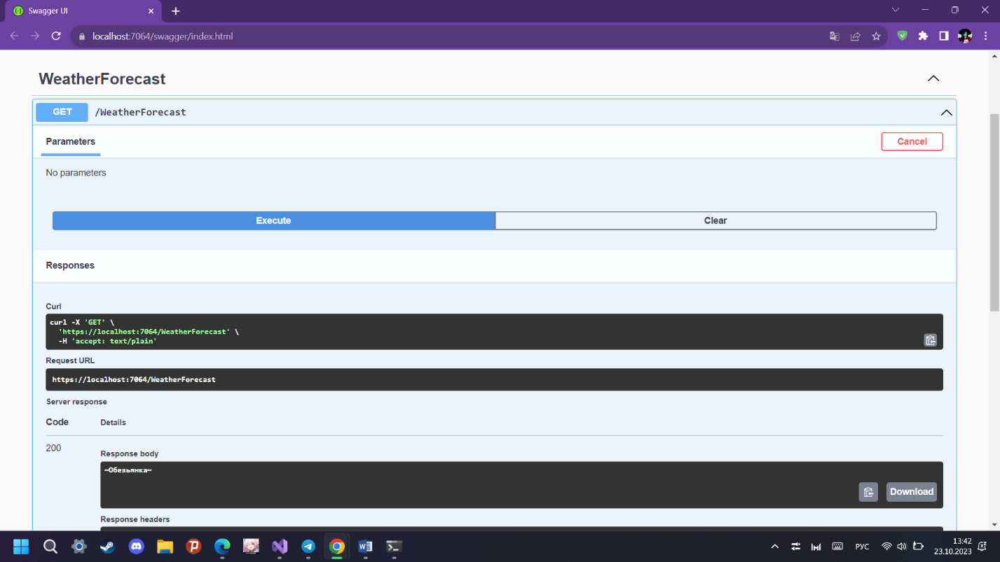 Swagger UI
localhost:7064/swagger/index.html
WeatherForecast
GET /WeatherForecast
Parameters
Cancel
No parameters
Execute
Clear
Responses
Curl
curl -X 'GET' \
'https://localhost:7064/WeatherForecast' \
-H 'accept: text/plain'
Request URL
https://localhost:7064/WeatherForecast
Server response
Code Details
200
Response body
~Обезьянка~
Download
Response headers
РУС
13:42
23.10.2023